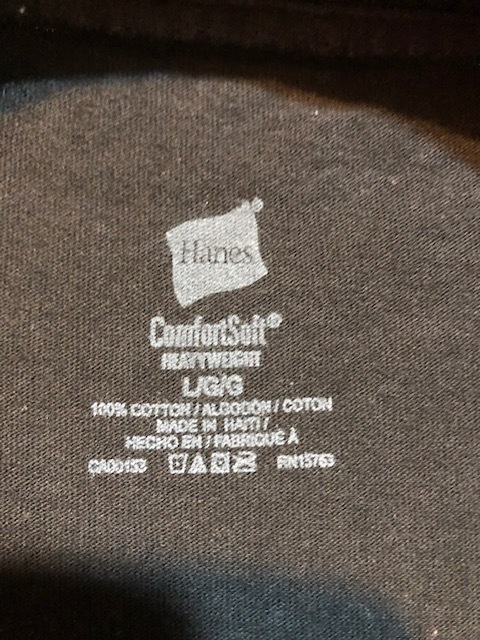 Hanes®
ComfortSoft®
HEAVYWEIGHT
L/G/G
100% COTTON / ALGODÓN / COTON
MADE IN HAITI /
HECHO EN / FABRIQUÉ À
CA00153 RN15763